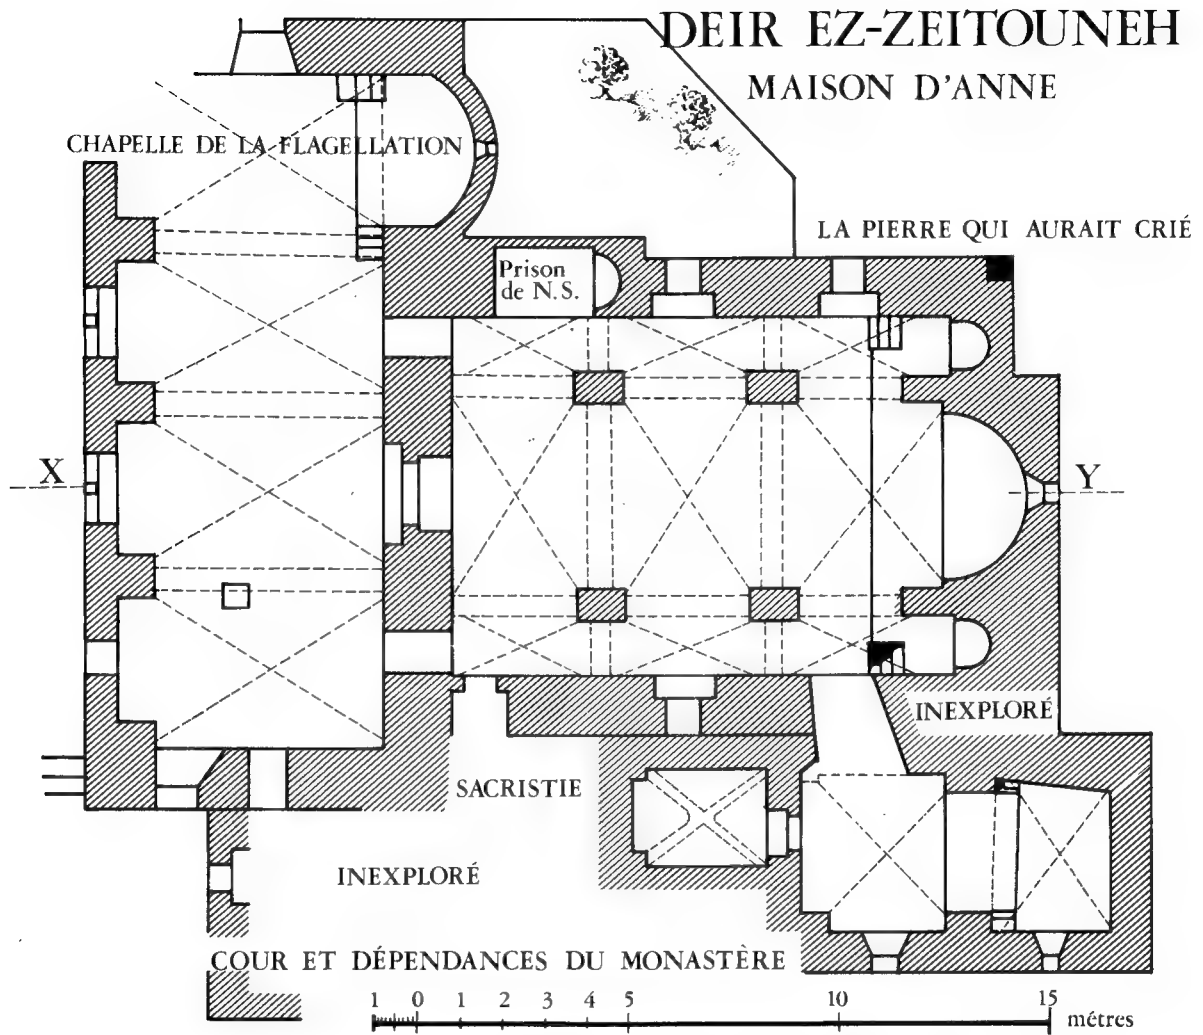 DEIR EZ-ZEITOUNEH
MAISON D'ANNE
CHAPELLE DE LA FLAGELLATION
LA PIERRE QUI AURAIT CRIÉ
Prison
de N.S.
X
Y
INEXPLORÉ
SACRISTIE
INEXPLORÉ
COUR ET DÉPENDANCES DU MONASTÈRE
1 0 1 2 3 4 5 10 15
métres